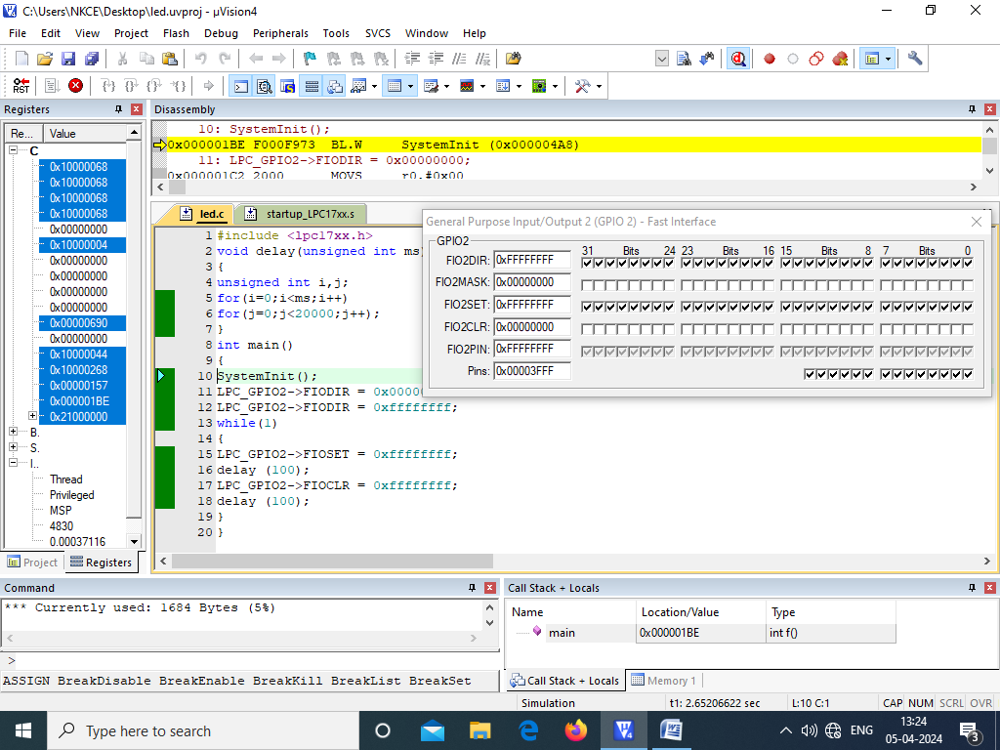 C:\Users\NKCE\Desktop\led.uvproj - µVision4
File Edit View Project Flash Debug Peripherals Tools SVCS Window Help
RST
Registers
Re... Value
C
0x10000068
0x10000068
0x10000068
0x10000068
0x00000000
0x10000004
0x00000000
0x00000000
0x00000000
0x00000000
0x00000690
0x00000000
0x10000044
0x10000268
0x00000157
0x000001BE
0x21000000
B.
S.
I..
Thread
Privileged
MSP
4830
0.00037116
Project Registers
Disassembly
10: SystemInit();
0x000001BE F000F973 BL.W SystemInit (0x000004A8)
11: LPC_GPIO2->FIODIR = 0x00000000;
0x000001C2 2000 MOVS r0,#0x00
led.c startup_LPC17xx.s
1 #include <lpc17xx.h>
2 void delay(unsigned int ms
3 {
4 unsigned int i,j;
5 for(i=0;i<ms;i++)
6 for(j=0;j<20000;j++);
7 }
8 int main()
9 {
10 SystemInit();
11 LPC_GPIO2->FIODIR = 0x0000
12 LPC_GPIO2->FIODIR = 0xffffffff;
13 while(1)
14 {
15 LPC_GPIO2->FIOSET = 0xffffffff;
16 delay (100);
17 LPC_GPIO2->FIOCLR = 0xffffffff;
18 delay (100);
19 }
20 }
General Purpose Input/Output 2 (GPIO 2) - Fast Interface
GPIO2
31 Bits 24 23 Bits 16 15 Bits 8 7 Bits 0
FIO2DIR: 0xFFFFFFFF
FIO2MASK: 0x00000000
FIO2SET: 0xFFFFFFFF
FIO2CLR: 0x00000000
FIO2PIN: 0xFFFFFFFF
Pins: 0x00003FFF
Command
*** Currently used: 1684 Bytes (5%)
>
ASSIGN BreakDisable BreakEnable BreakKill BreakList BreakSet
Call Stack + Locals
Name Location/Value Type
main 0x000001BE int f()
Call Stack + Locals Memory 1
Simulation t1: 2.65206622 sec L:10 C:1 CAP NUM SCRL OVR
Type here to search
ENG
13:24
05-04-2024
3